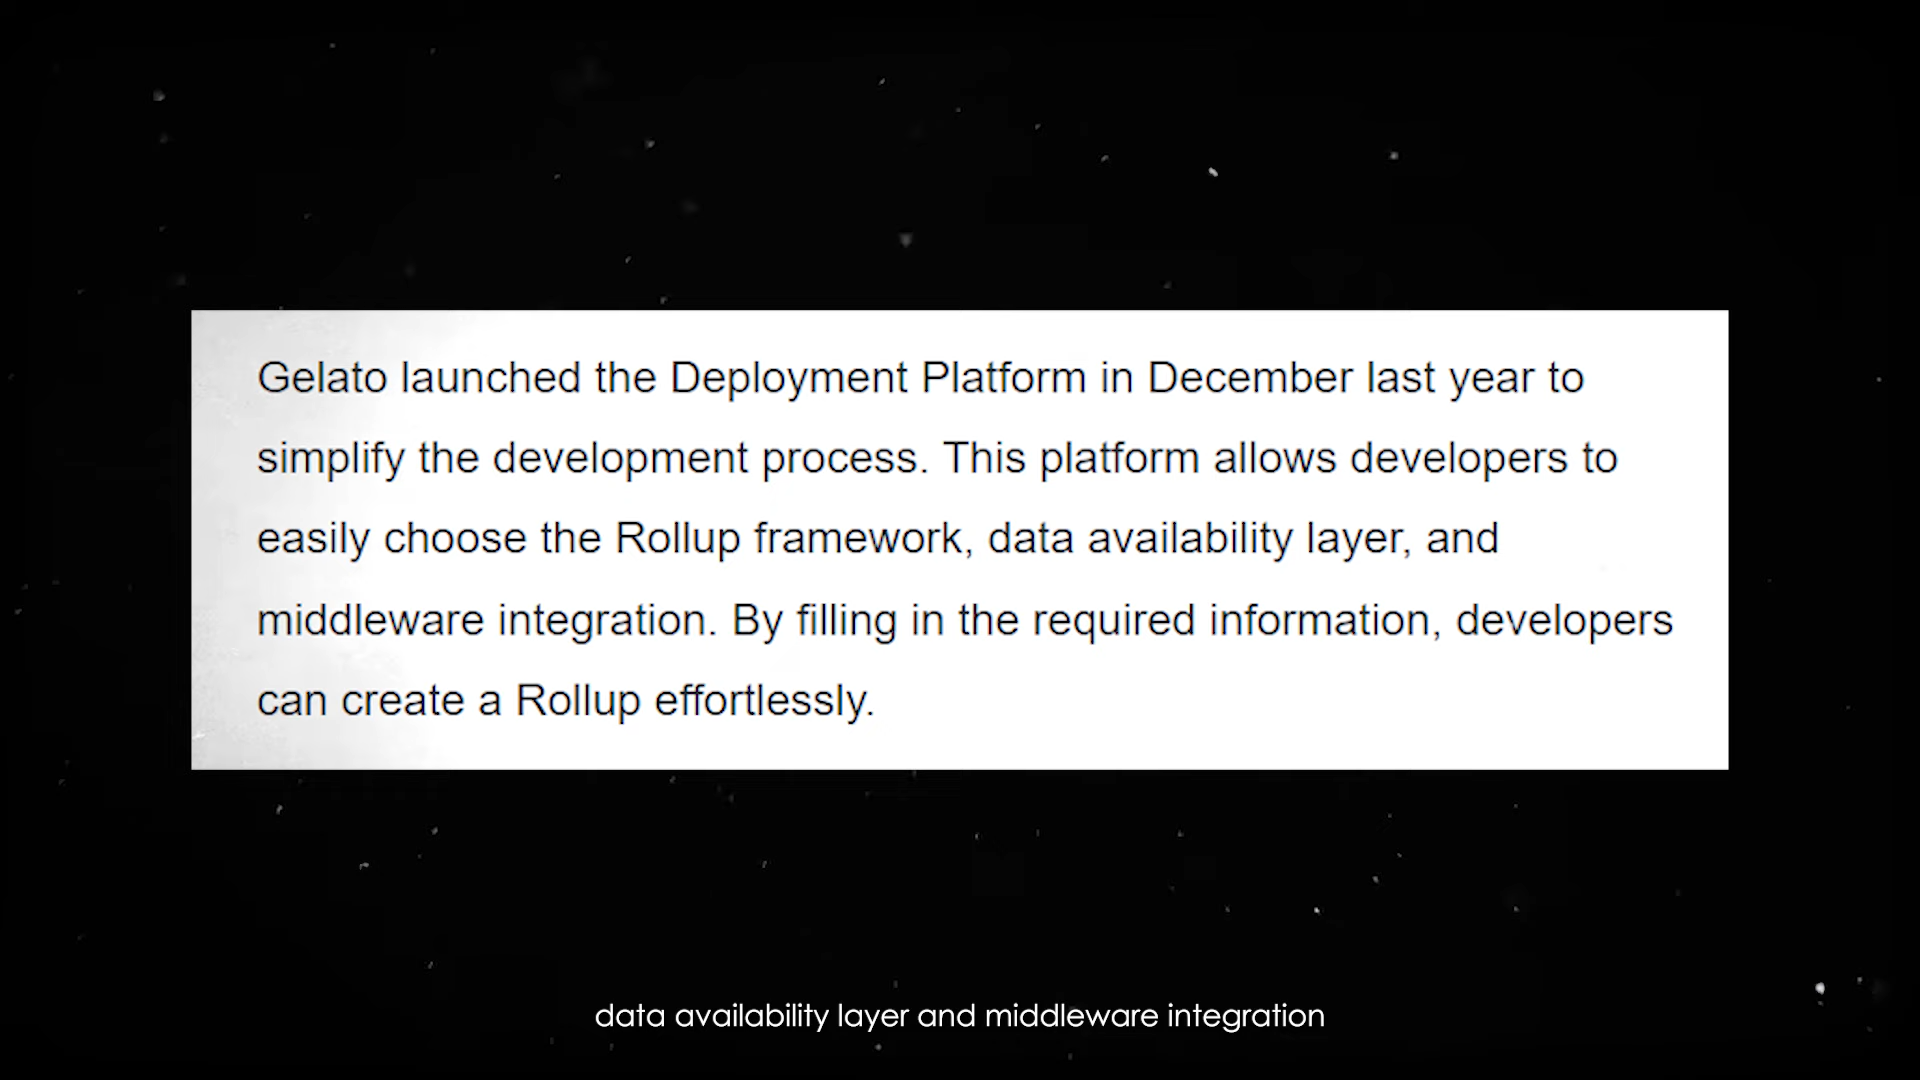 Gelato launched the Deployment Platform in December last year to
simplify the development process. This platform allows developers to
easily choose the Rollup framework, data availability layer, and
middleware integration. By filling in the required information, developers
can create a Rollup effortlessly.
data availability layer and middleware integration